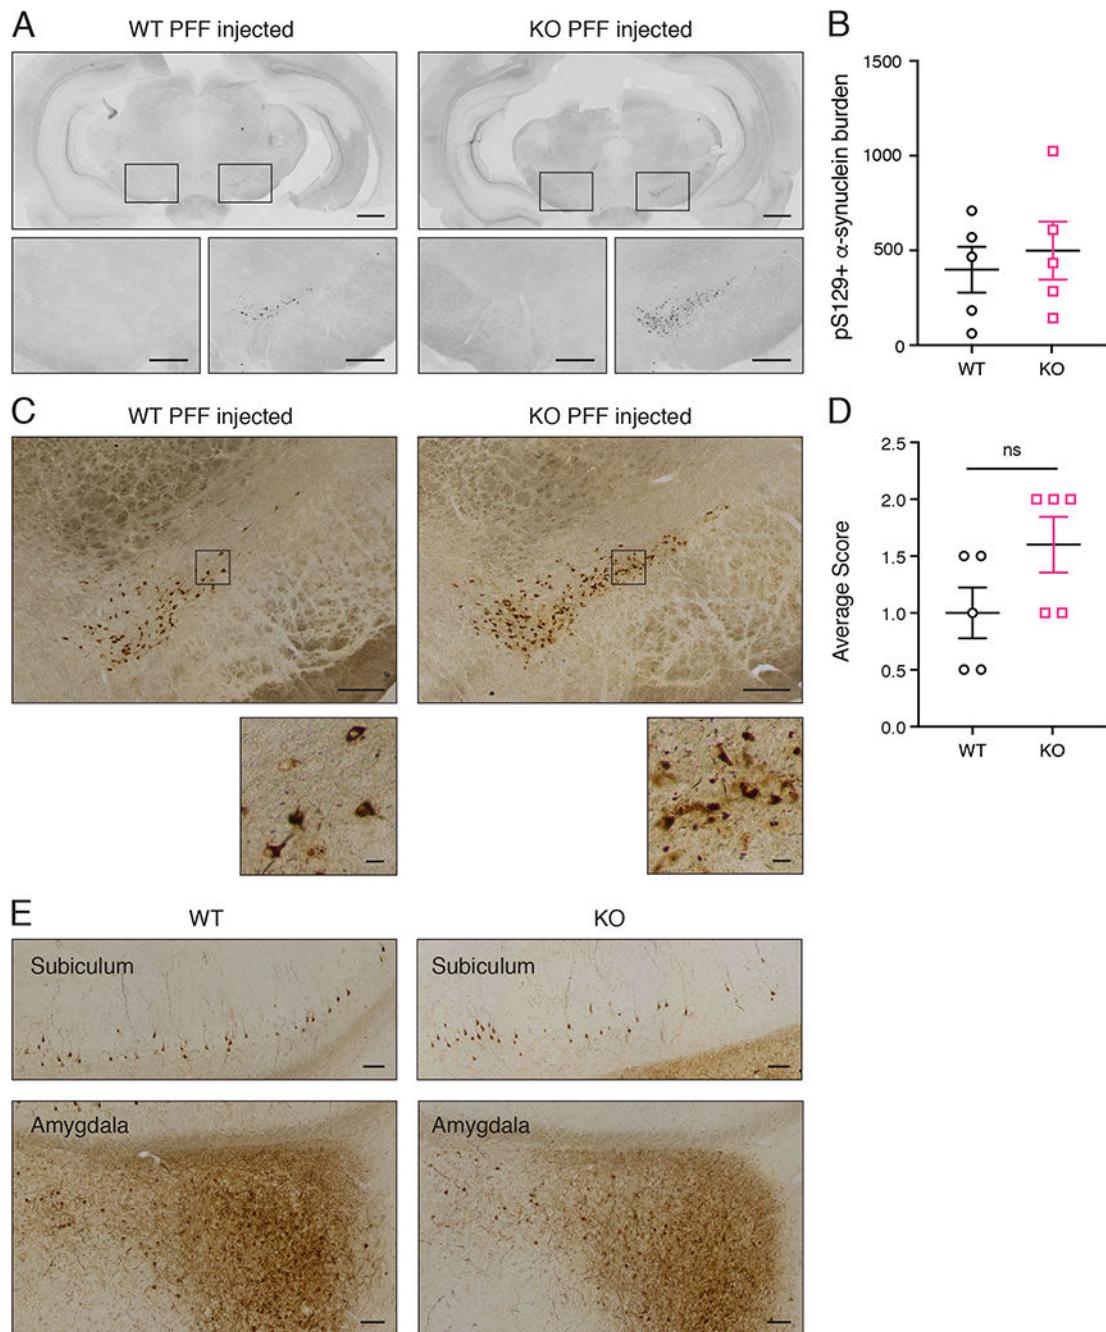 A
WT PFF injected
KO PFF injected
B
pS129+ α-synuclein burden
1500
1000
500
0
WT
KO
C
WT PFF injected
KO PFF injected
D
Average Score
2.5
2.0
1.5
1.0
0.5
0.0
ns
WT
KO
E
WT
KO
Subiculum
Subiculum
Amygdala
Amygdala